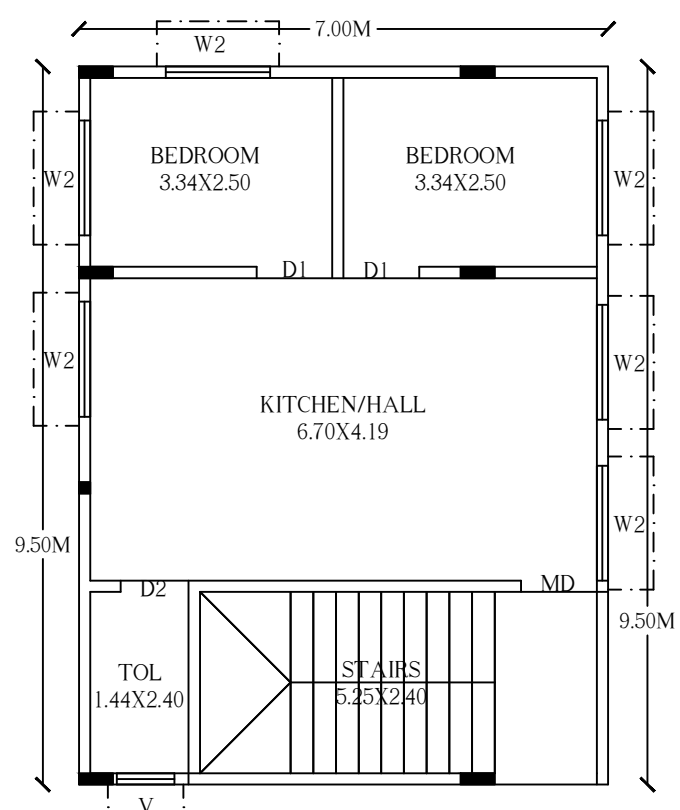 7.00M
W2
BEDROOM
3.34X2.50
BEDROOM
3.34X2.50
W2
W2
D1
D1
W2
W2
KITCHEN/HALL
6.70X4.19
W2
9.50M
D2
MD
9.50M
TOL
1.44X2.40
STAIRS
5.25X2.40
V